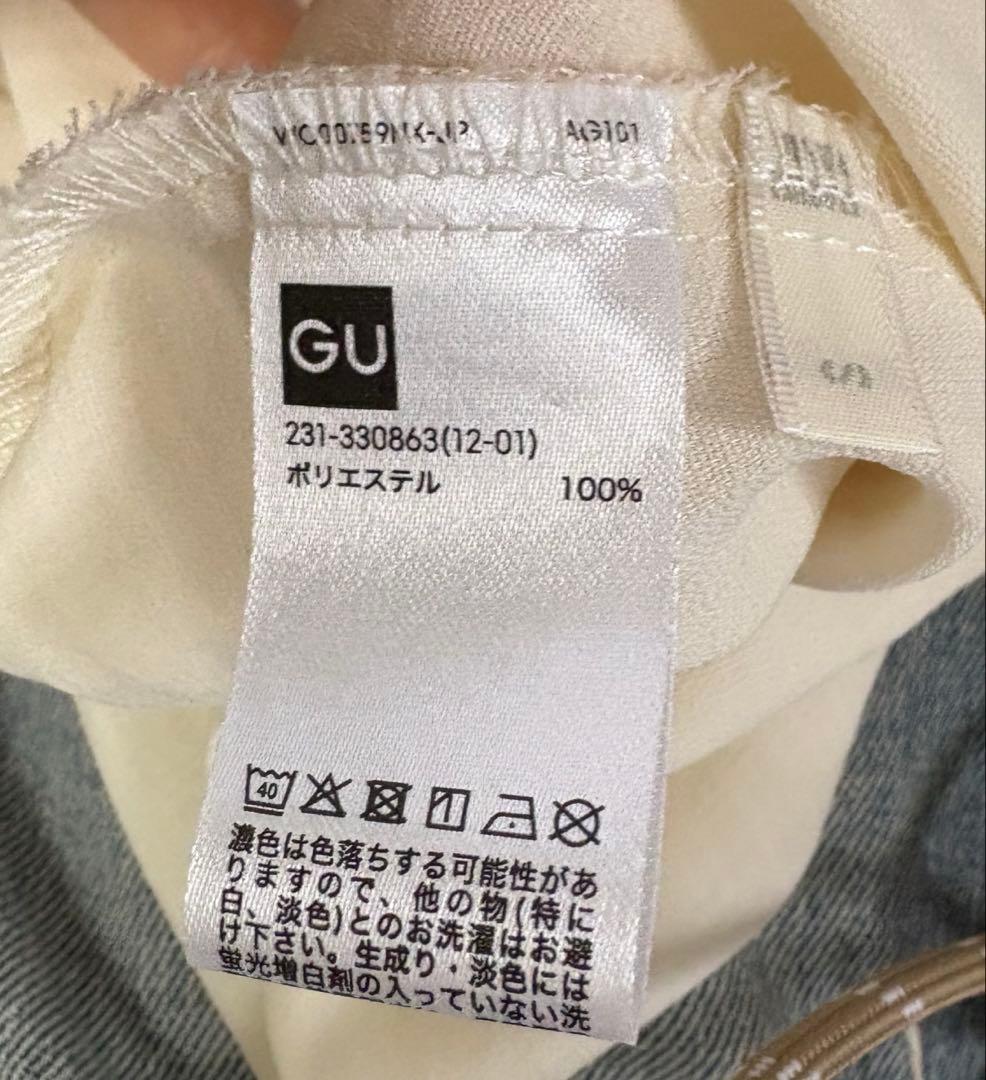 AG101
GU
231-330863(12-01)
ポリエステル 100%
40
濃色は色落ちする可能性があ
りますので、他の物(特に
白、淡色)とのお洗濯はお避
け下さい。生成り・淡色には
蛍光増白剤の入っていない洗
S